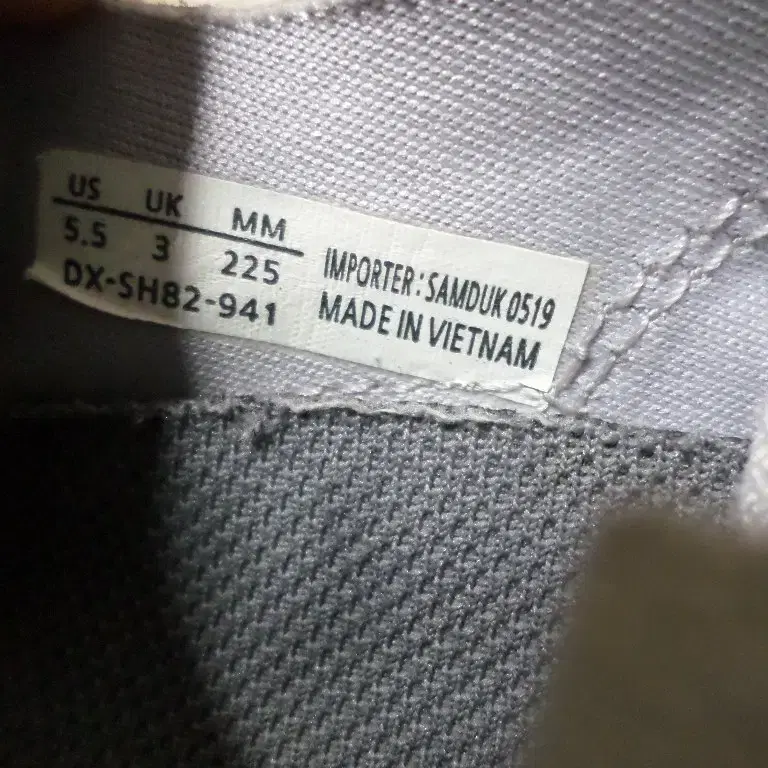 US UK MM
5.5 3 225
DX-SH82-941
IMPORTER : SAMDUK 0519
MADE IN VIETNAM